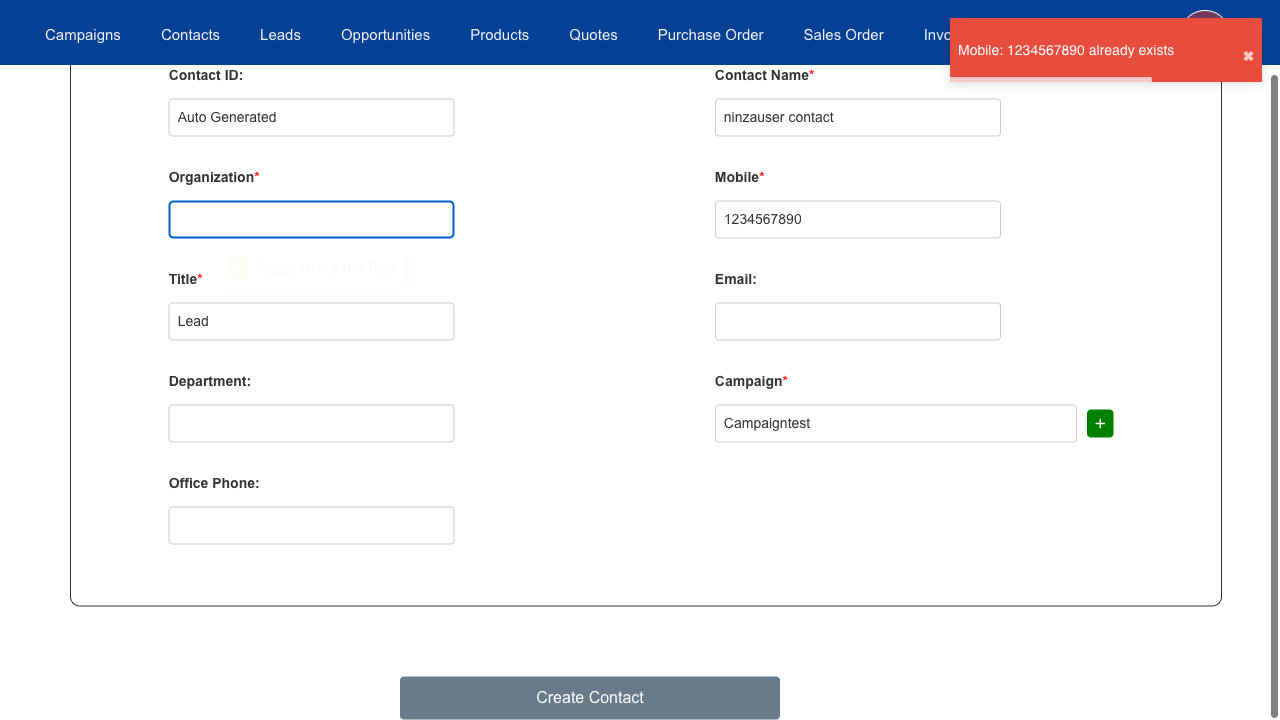 Campaigns Contacts Leads Opportunities Products Quotes Purchase Order Sales Order
Mobile: 1234567890 already exists
✖
Contact ID: Contact Name*
Auto Generated ninzauser contact
Organization* Mobile*
1234567890
Please fill out this field.
Title* Email:
Lead
Department: Campaign*
Campaigntest +
Office Phone:
Create Contact